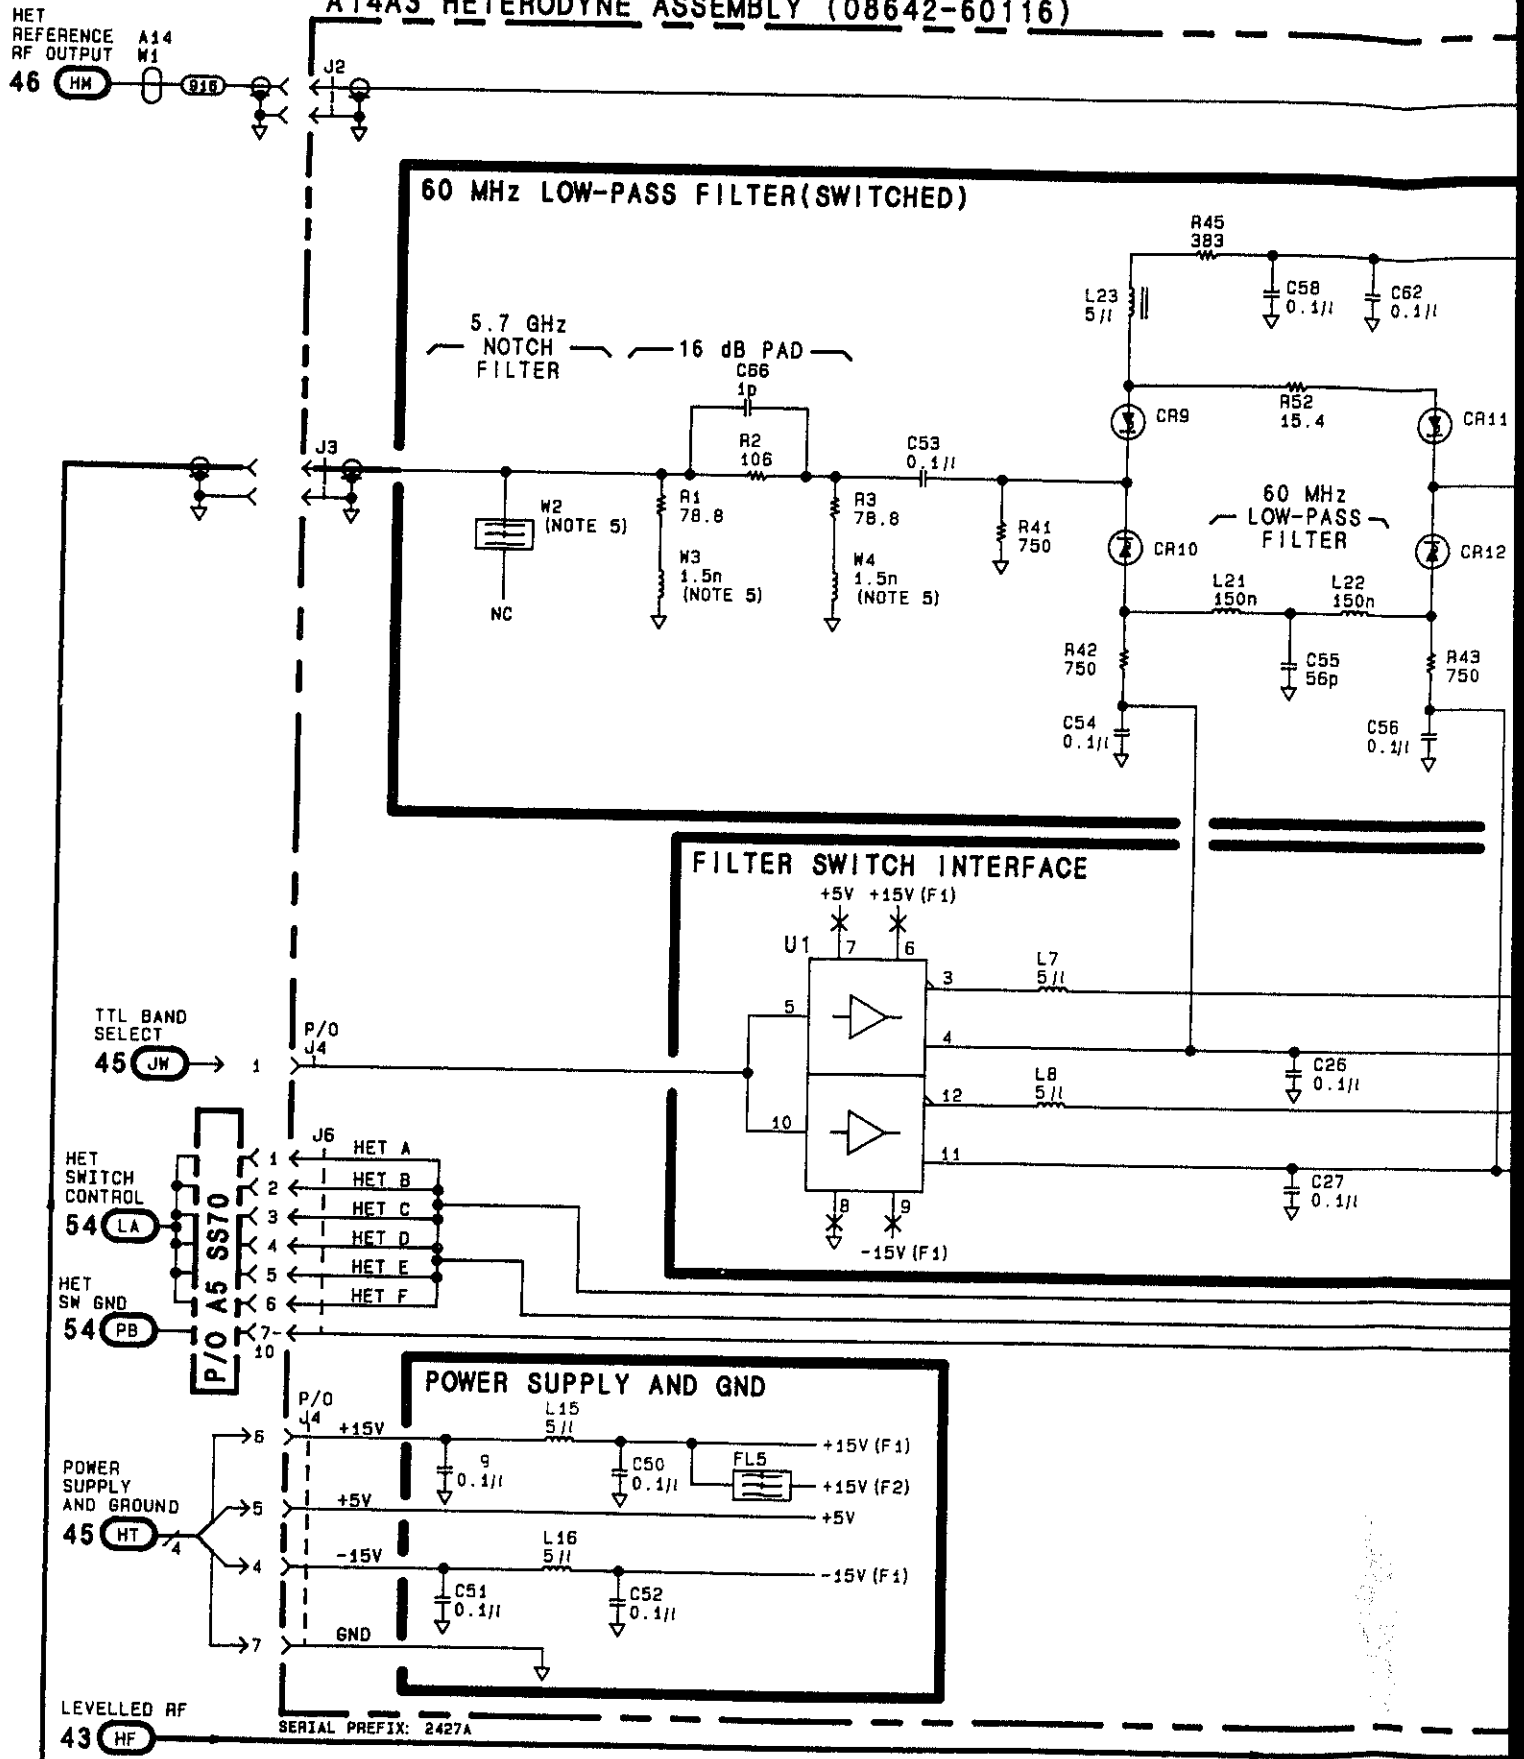 A14A3 HETERODYNE ASSEMBLY (08642-60116)
HET
REFERENCE
RF OUTPUT
A14
W1
46 HM
916
J2
60 MHz LOW-PASS FILTER(SWITCHED)
R45
383
L23
5µ
C58
0.1µ
C62
0.1µ
5.7 GHz
NOTCH
FILTER
16 dB PAD
C66
1p
CR9
R52
15.4
CR11
J3
R2
106
C53
0.1µ
W2
(NOTE 5)
R1
78.8
R3
78.8
R41
750
60 MHz
LOW-PASS
FILTER
CR10
CR12
W3
1.5n
(NOTE 5)
W4
1.5n
(NOTE 5)
NC
L21
150n
L22
150n
R42
750
C55
56p
R43
750
C54
0.1µ
C56
0.1µ
FILTER SWITCH INTERFACE
+5V +15V(F1)
U1
7
6
L7
5µ
3
5
4
TTL BAND
SELECT
45 JW
1
P/O
J4
C26
0.1µ
L8
5µ
12
10
11
C27
0.1µ
8
9
-15V(F1)
J6
HET
SWITCH
CONTROL
54 LA
P/O A5 SS70
1 HET A
2 HET B
3 HET C
4 HET D
5 HET E
6 HET F
HET
SW GND
54 PB
7-
10
POWER SUPPLY AND GND
P/O
J4
6 +15V
L15
5µ
+15V(F1)
9
0.1µ
C50
0.1µ
FL5
+15V(F2)
POWER
SUPPLY
AND GROUND
45 HT
4
5 +5V
+5V
L16
5µ
4 -15V
-15V(F1)
C51
0.1µ
C52
0.1µ
7 GND
LEVELLED RF
43 HF
SERIAL PREFIX: 2427A